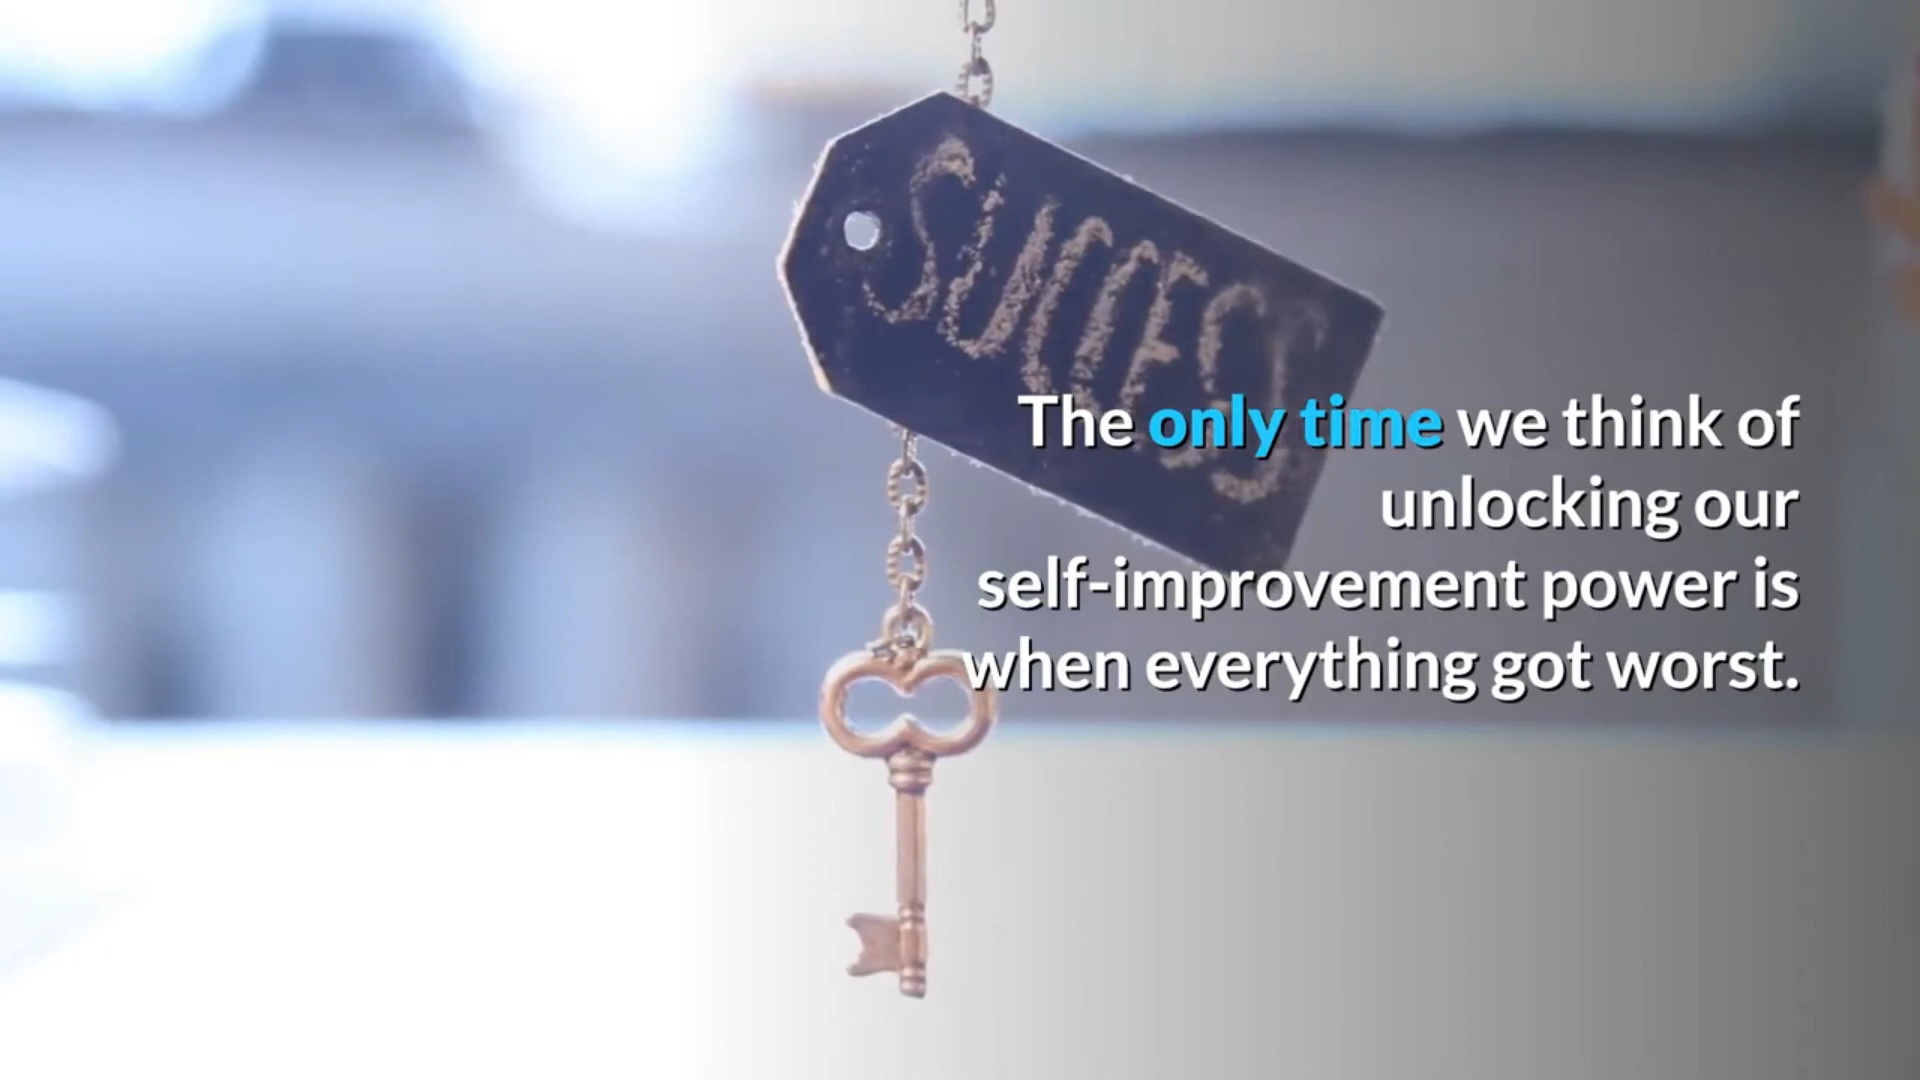 SUCCESS
The only time we think of
unlocking our
self-improvement power is
when everything got worst.